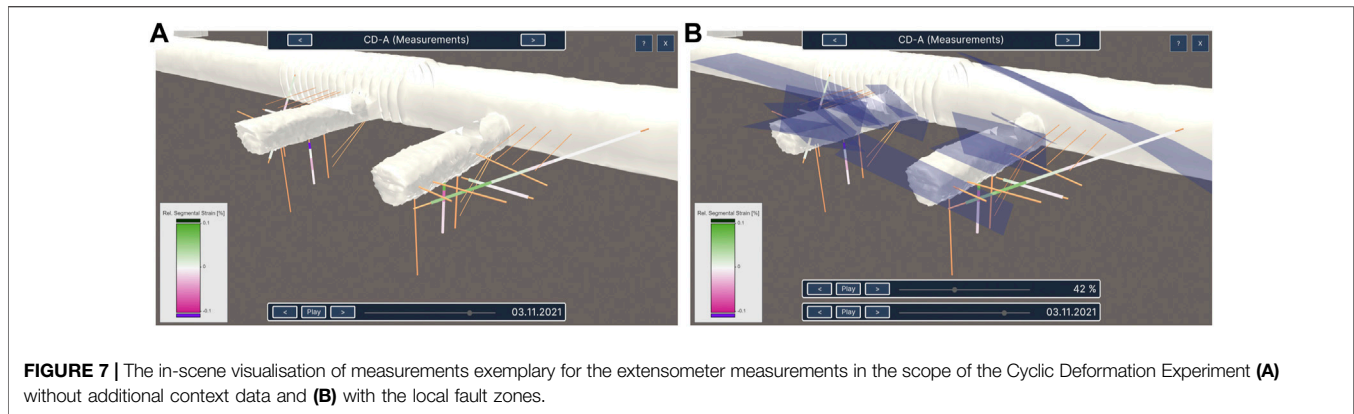 A
< CD-A (Measurements) >
? X
Rel. Segmental Strain [%]
0.1
0
-0.1
< Play > 03.11.2021
B
< CD-A (Measurements) >
? X
Rel. Segmental Strain [%]
0.1
0
-0.1
< Play > 42 %
< Play > 03.11.2021
FIGURE 7 | The in-scene visualisation of measurements exemplary for the extensometer measurements in the scope of the Cyclic Deformation Experiment (A)
without additional context data and (B) with the local fault zones.